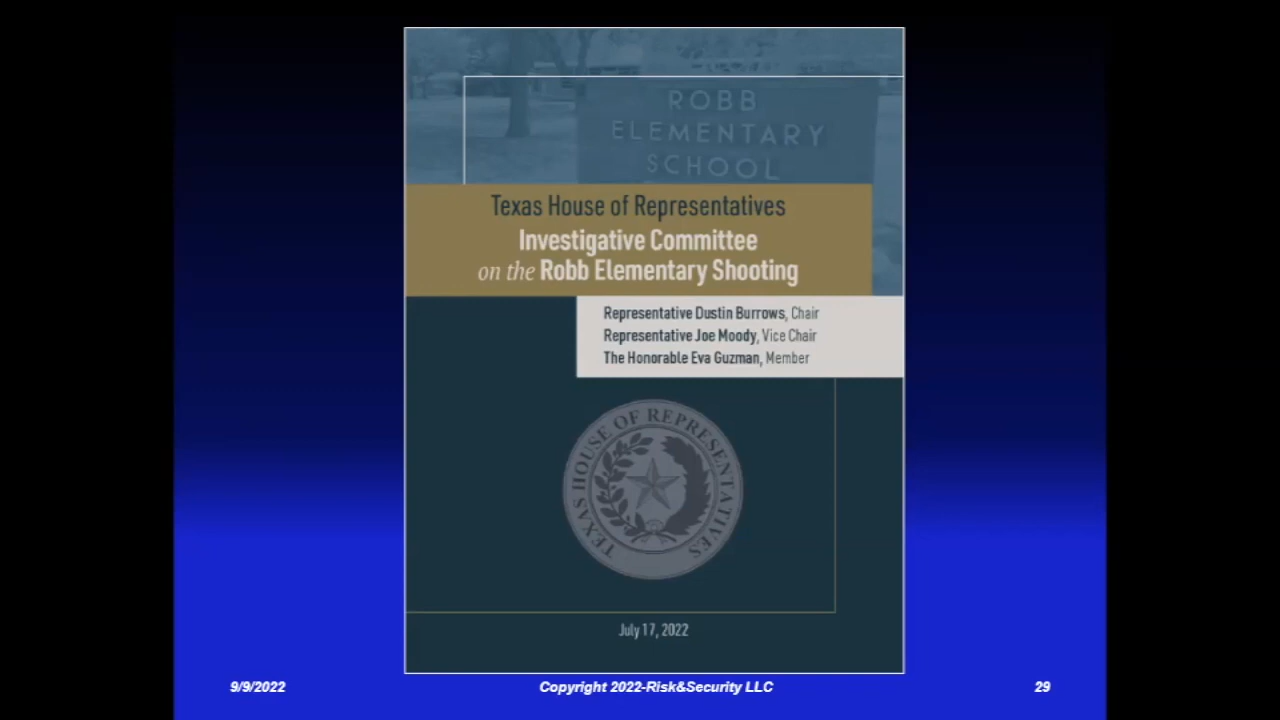 ROBB
ELEMENTARY
SCHOOL
Texas House of Representatives
Investigative Committee
on the Robb Elementary Shooting
Representative Dustin Burrows, Chair
Representative Joe Moody, Vice Chair
The Honorable Eva Guzman, Member
TEXAS HOUSE OF REPRESENTATIVES
July 17, 2022
9/9/2022
Copyright 2022-Risk&Security LLC
29